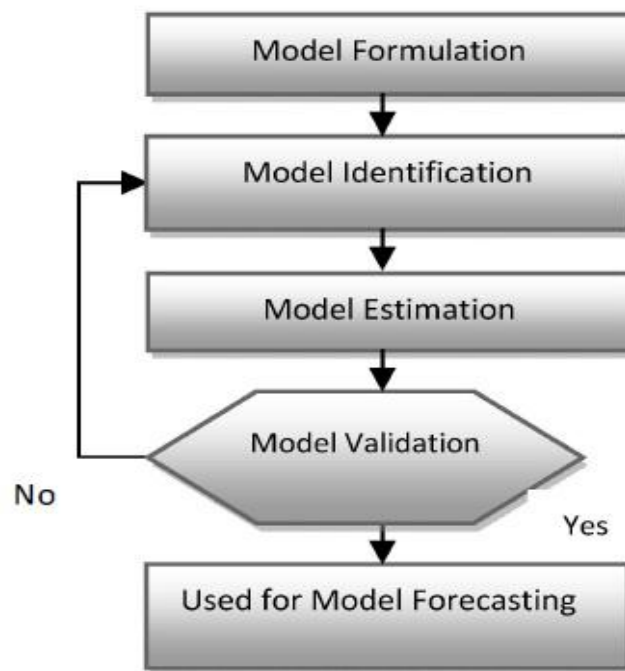 Model Formulation
Model Identification
Model Estimation
Model Validation
No
Yes
Used for Model Forecasting